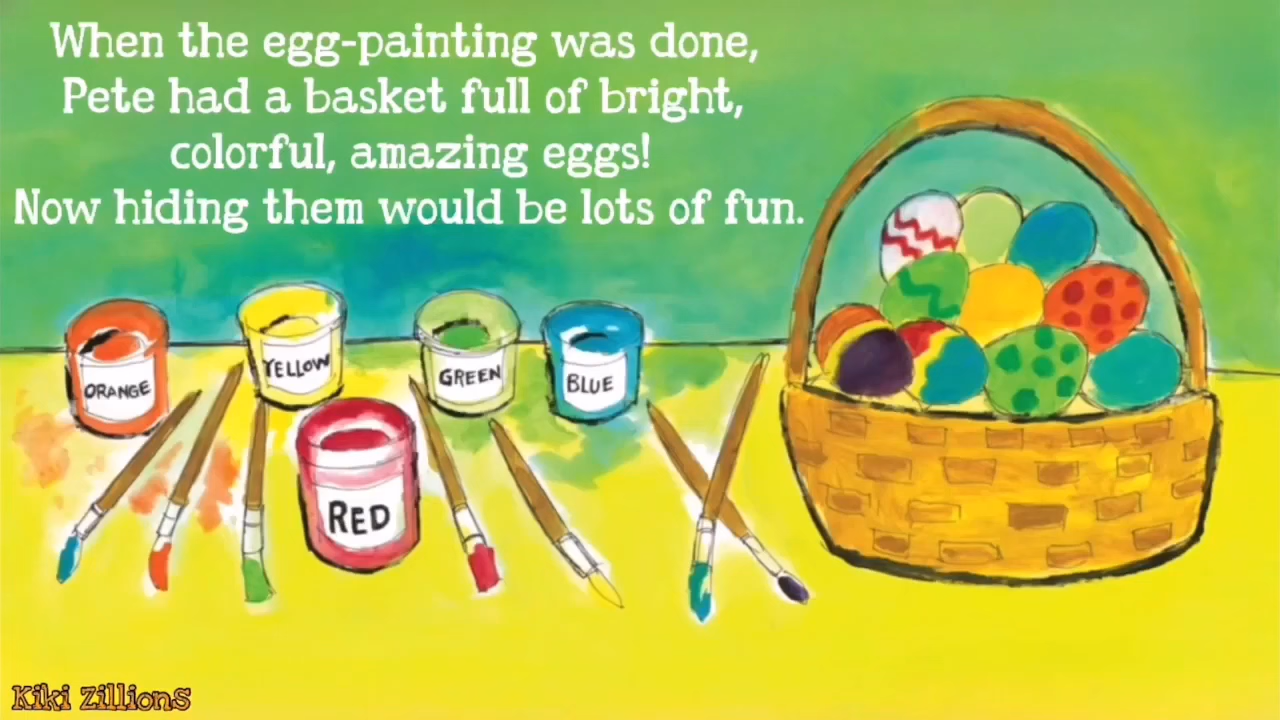 When the egg-painting was done,
Pete had a basket full of bright,
colorful, amazing eggs!
Now hiding them would be lots of fun.
ORANGE
YELLOW
GREEN
BLUE
RED
Kiki Zillions